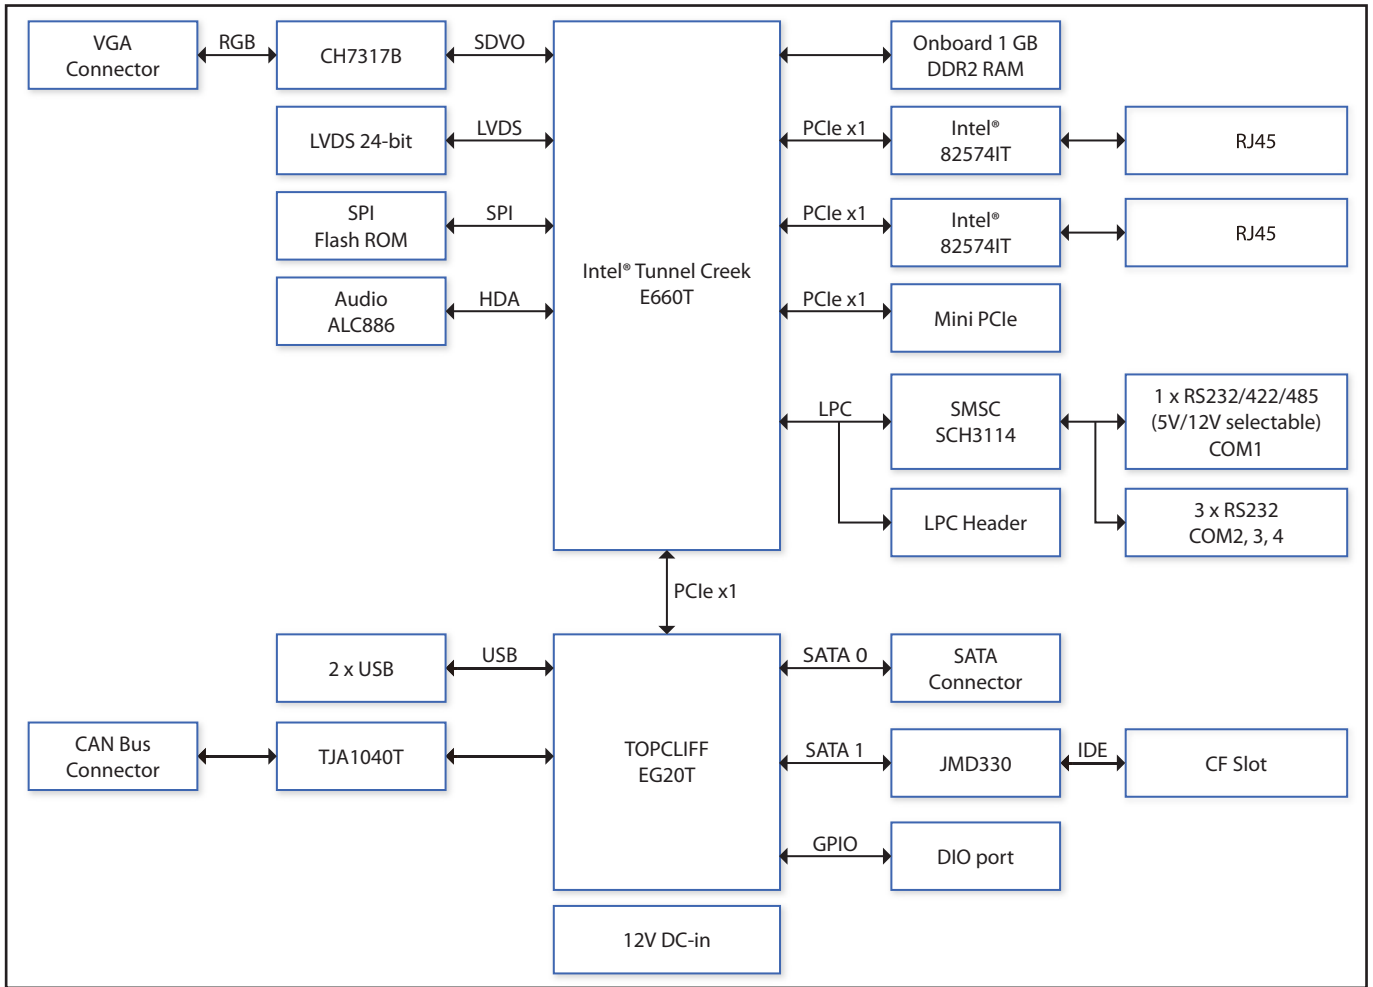 VGA
Connector
RGB
CH7317B
SDVO
Onboard 1 GB
DDR2 RAM
LVDS 24-bit
LVDS
PCIe x1
Intel®
82574IT
RJ45
SPI
Flash ROM
SPI
PCIe x1
Intel®
82574IT
RJ45
Intel® Tunnel Creek
E660T
Audio
ALC886
HDA
PCIe x1
Mini PCIe
LPC
SMSC
SCH3114
1 x RS232/422/485
(5V/12V selectable)
COM1
LPC Header
3 x RS232
COM2, 3, 4
PCIe x1
2 x USB
USB
SATA 0
SATA
Connector
CAN Bus
Connector
TJA1040T
TOPCLIFF
EG20T
SATA 1
JMD330
IDE
CF Slot
GPIO
DIO port
12V DC-in